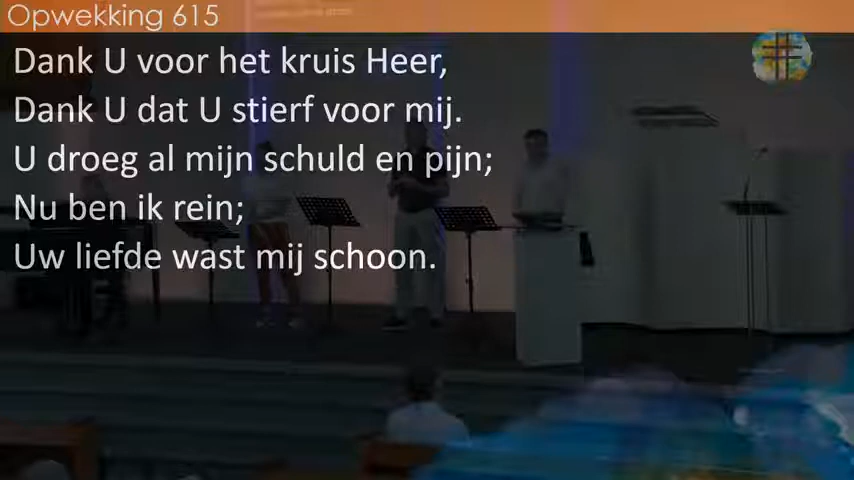 Opwekking 615
Dank U voor het kruis Heer,
Dank U dat U stierf voor mij.
U droeg al mijn schuld en pijn;
Nu ben ik rein;
Uw liefde wast mij schoon.